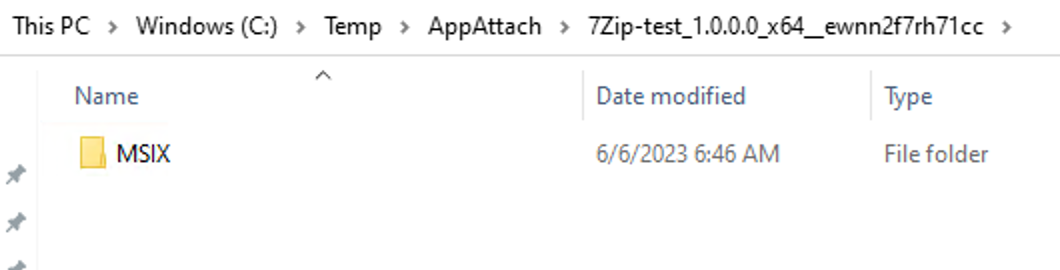 This PC > Windows (C:) > Temp > AppAttach > 7Zip-test_1.0.0.0_x64__ewnn2f7rh71cc >
Name Date modified Type
MSIX 6/6/2023 6:46 AM File folder